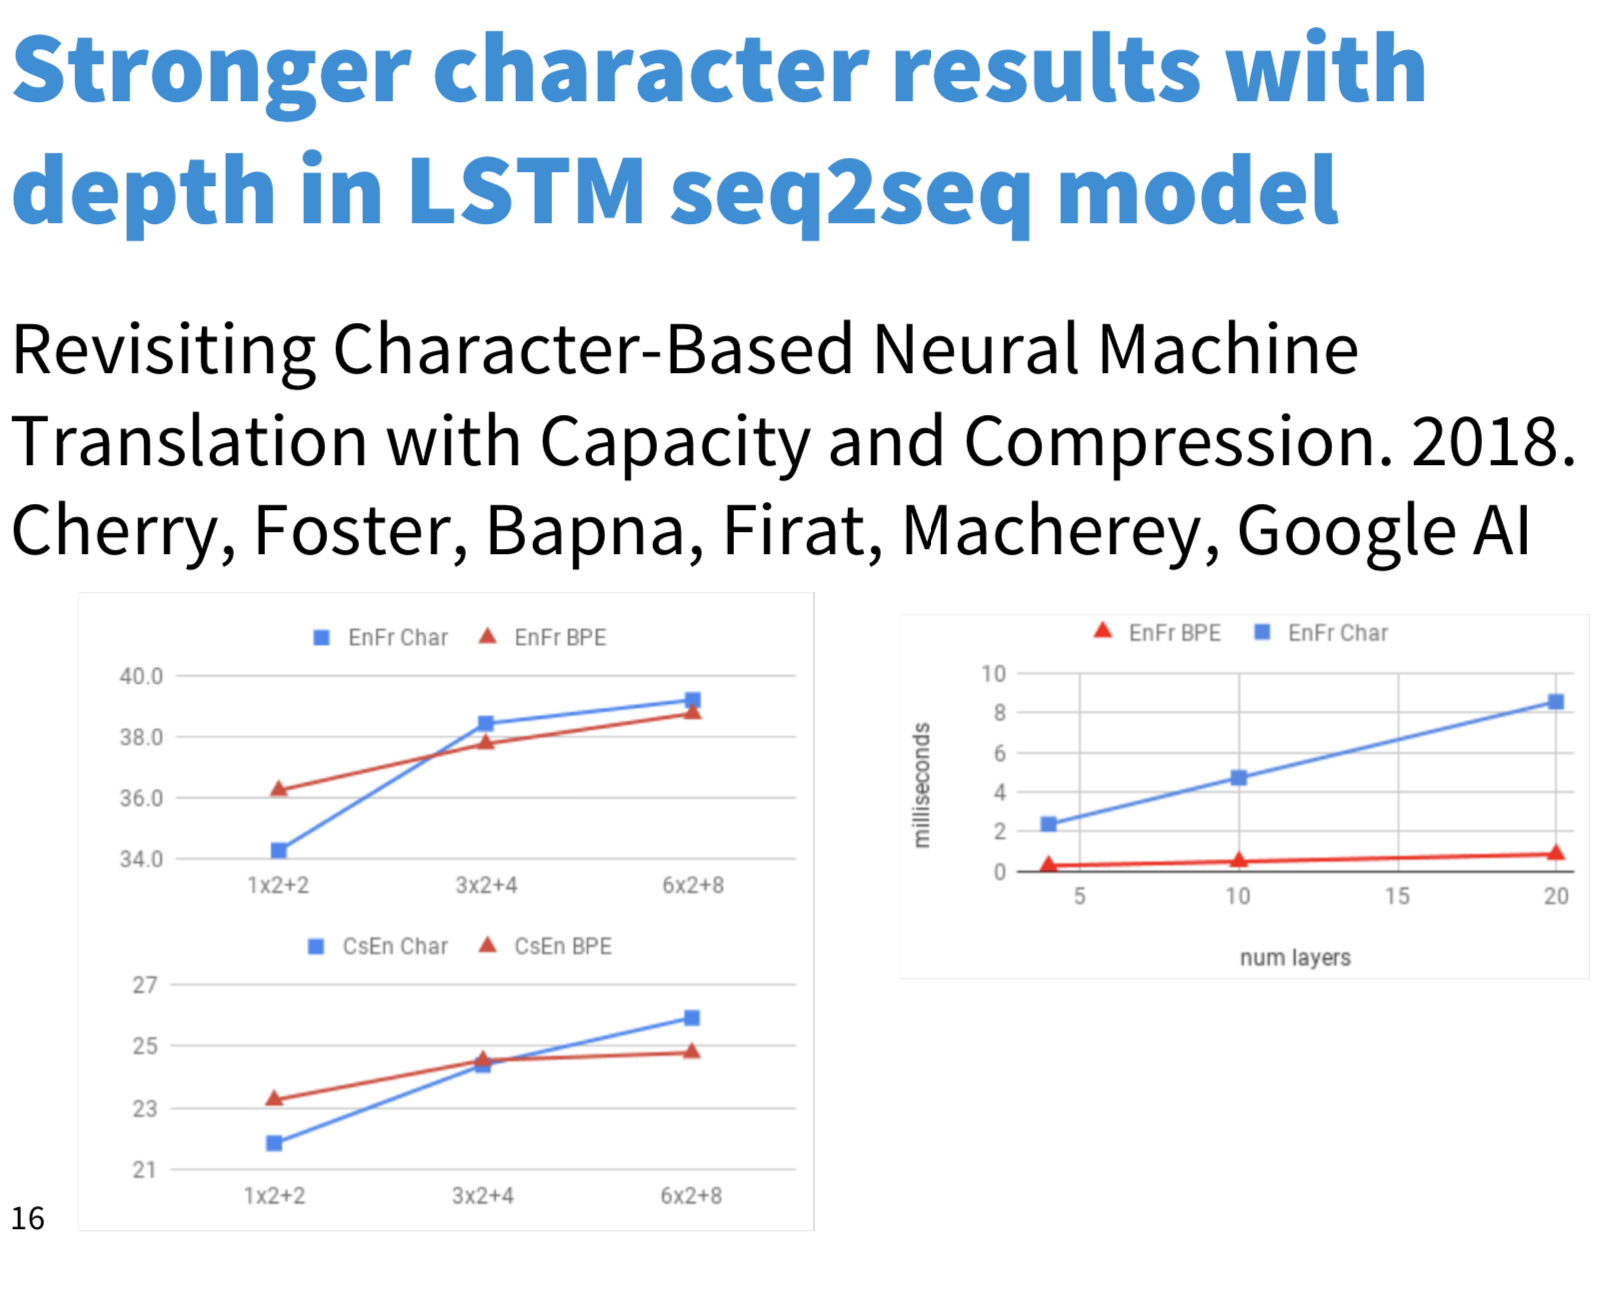 Stronger character results with
depth in LSTM seq2seq model
Revisiting Character-Based Neural Machine
Translation with Capacity and Compression. 2018.
Cherry, Foster, Bapna, Firat, Macherey, Google AI
EnFr Char EnFr BPE
40.0
38.0
36.0
34.0
1x2+2 3x2+4 6x2+8
CsEn Char CsEn BPE
27
25
23
21
1x2+2 3x2+4 6x2+8
EnFr BPE EnFr Char
milliseconds
10
8
6
4
2
0
5 10 15 20
num layers
16